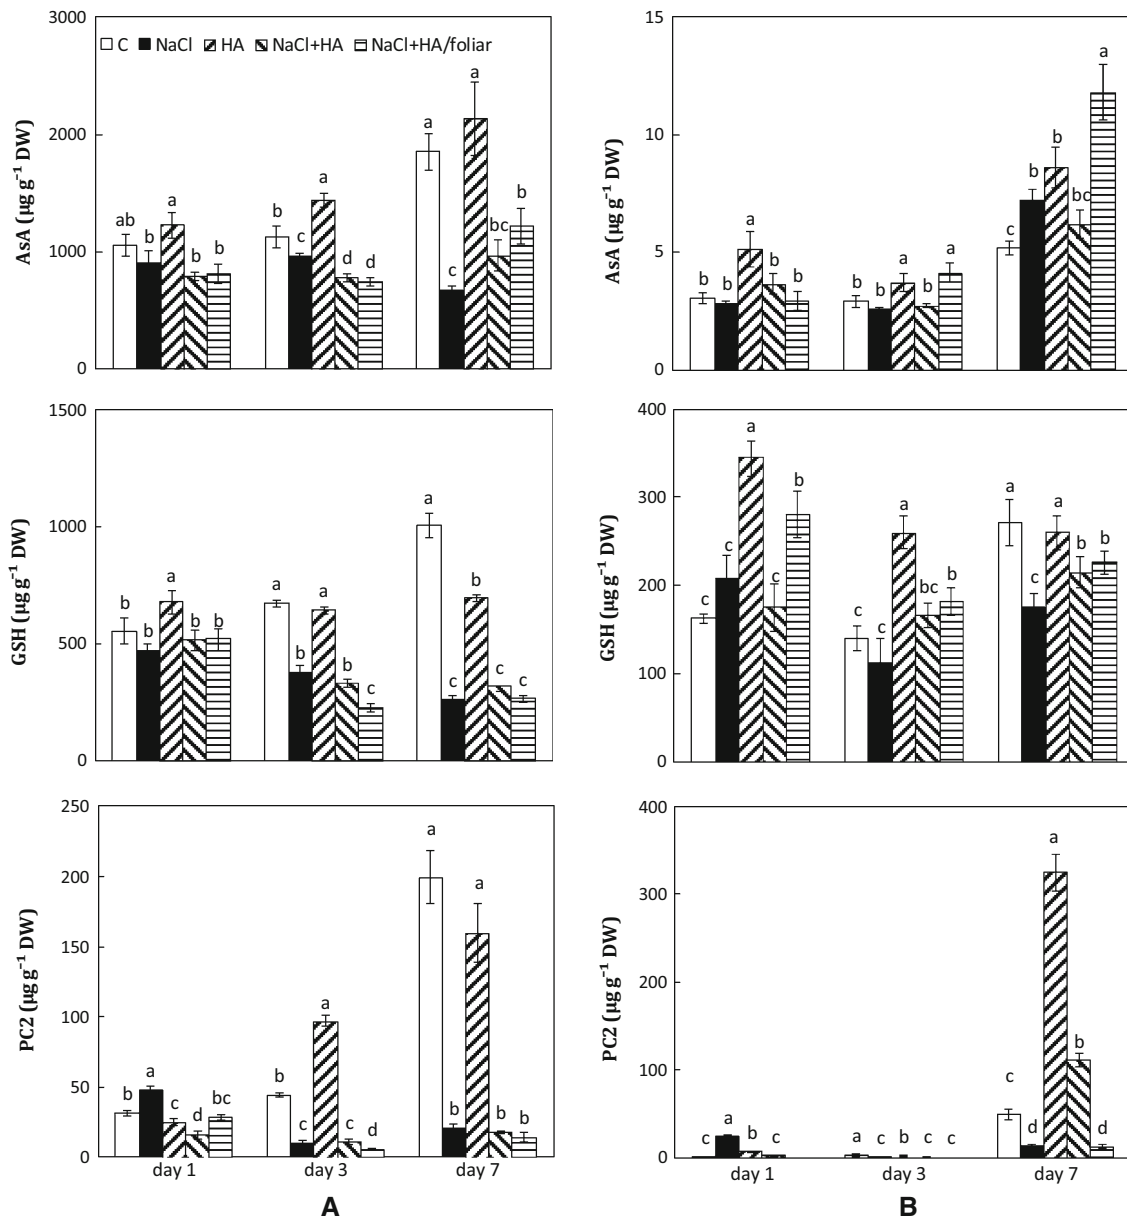 3000
2000
1000
0
AsA (µg g⁻¹ DW)
C NaCl HA NaCl+HA NaCl+HA/foliar
ab b a b b
b c a d d
a c a bc b
15
10
5
0
AsA (µg g⁻¹ DW)
b b a b b
b b a b a
c b b bc a
1500
1000
500
0
GSH (µg g⁻¹ DW)
b b a b b
a b a b c
a c b c c
400
300
200
100
0
GSH (µg g⁻¹ DW)
c c a c b
c c a bc b
a c a b b
250
200
150
100
50
0
PC2 (µg g⁻¹ DW)
b a c d bc
b c a c d
a b a b b
day 1 day 3 day 7
A
400
300
200
100
0
PC2 (µg g⁻¹ DW)
c a b c
a c b c c
c d a b d
day 1 day 3 day 7
B